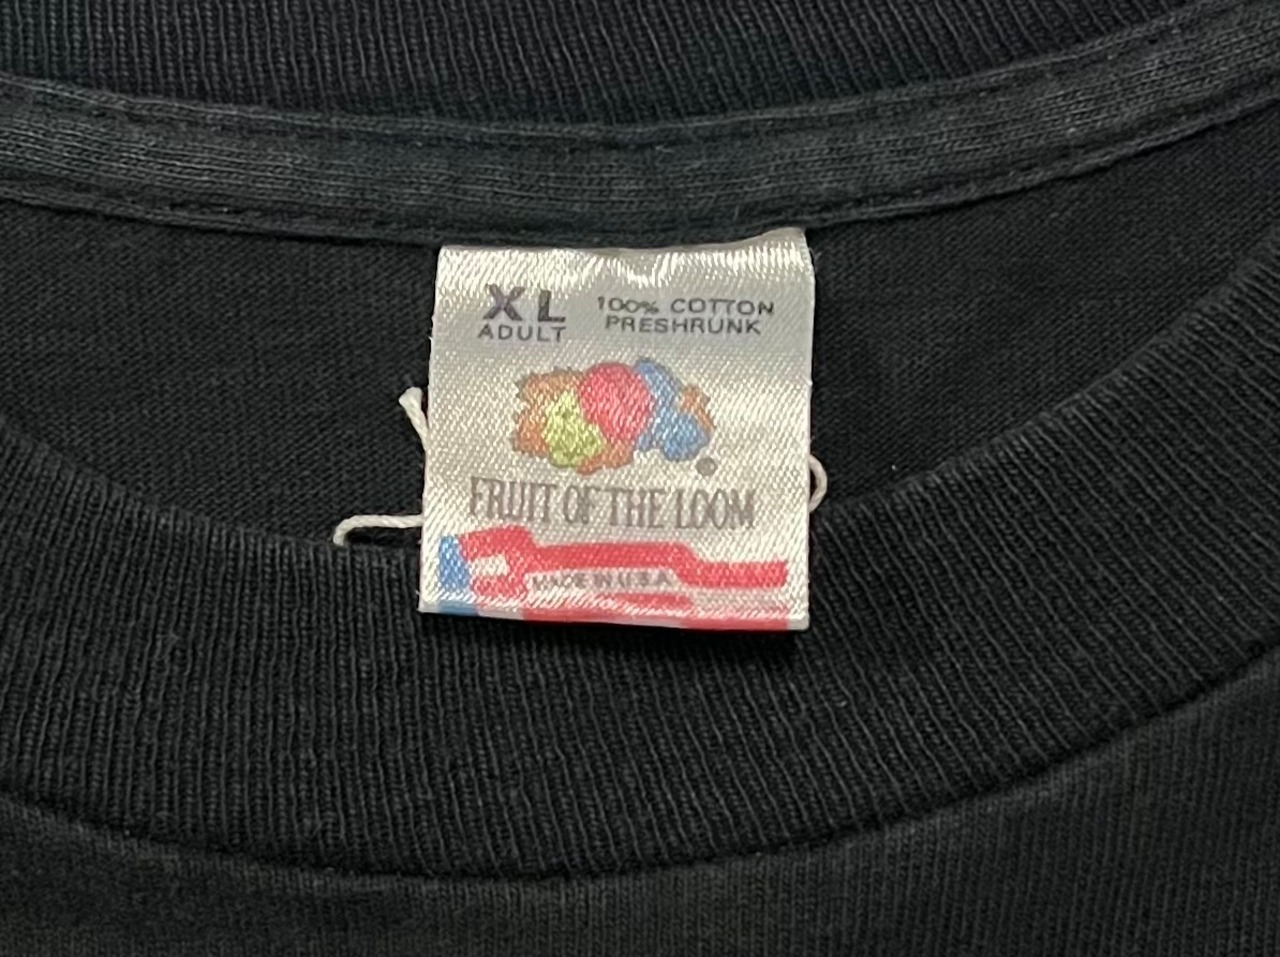 XL
ADULT
100% COTTON
PRESHRUNK
FRUIT OF THE LOOM
MADE IN U.S.A.